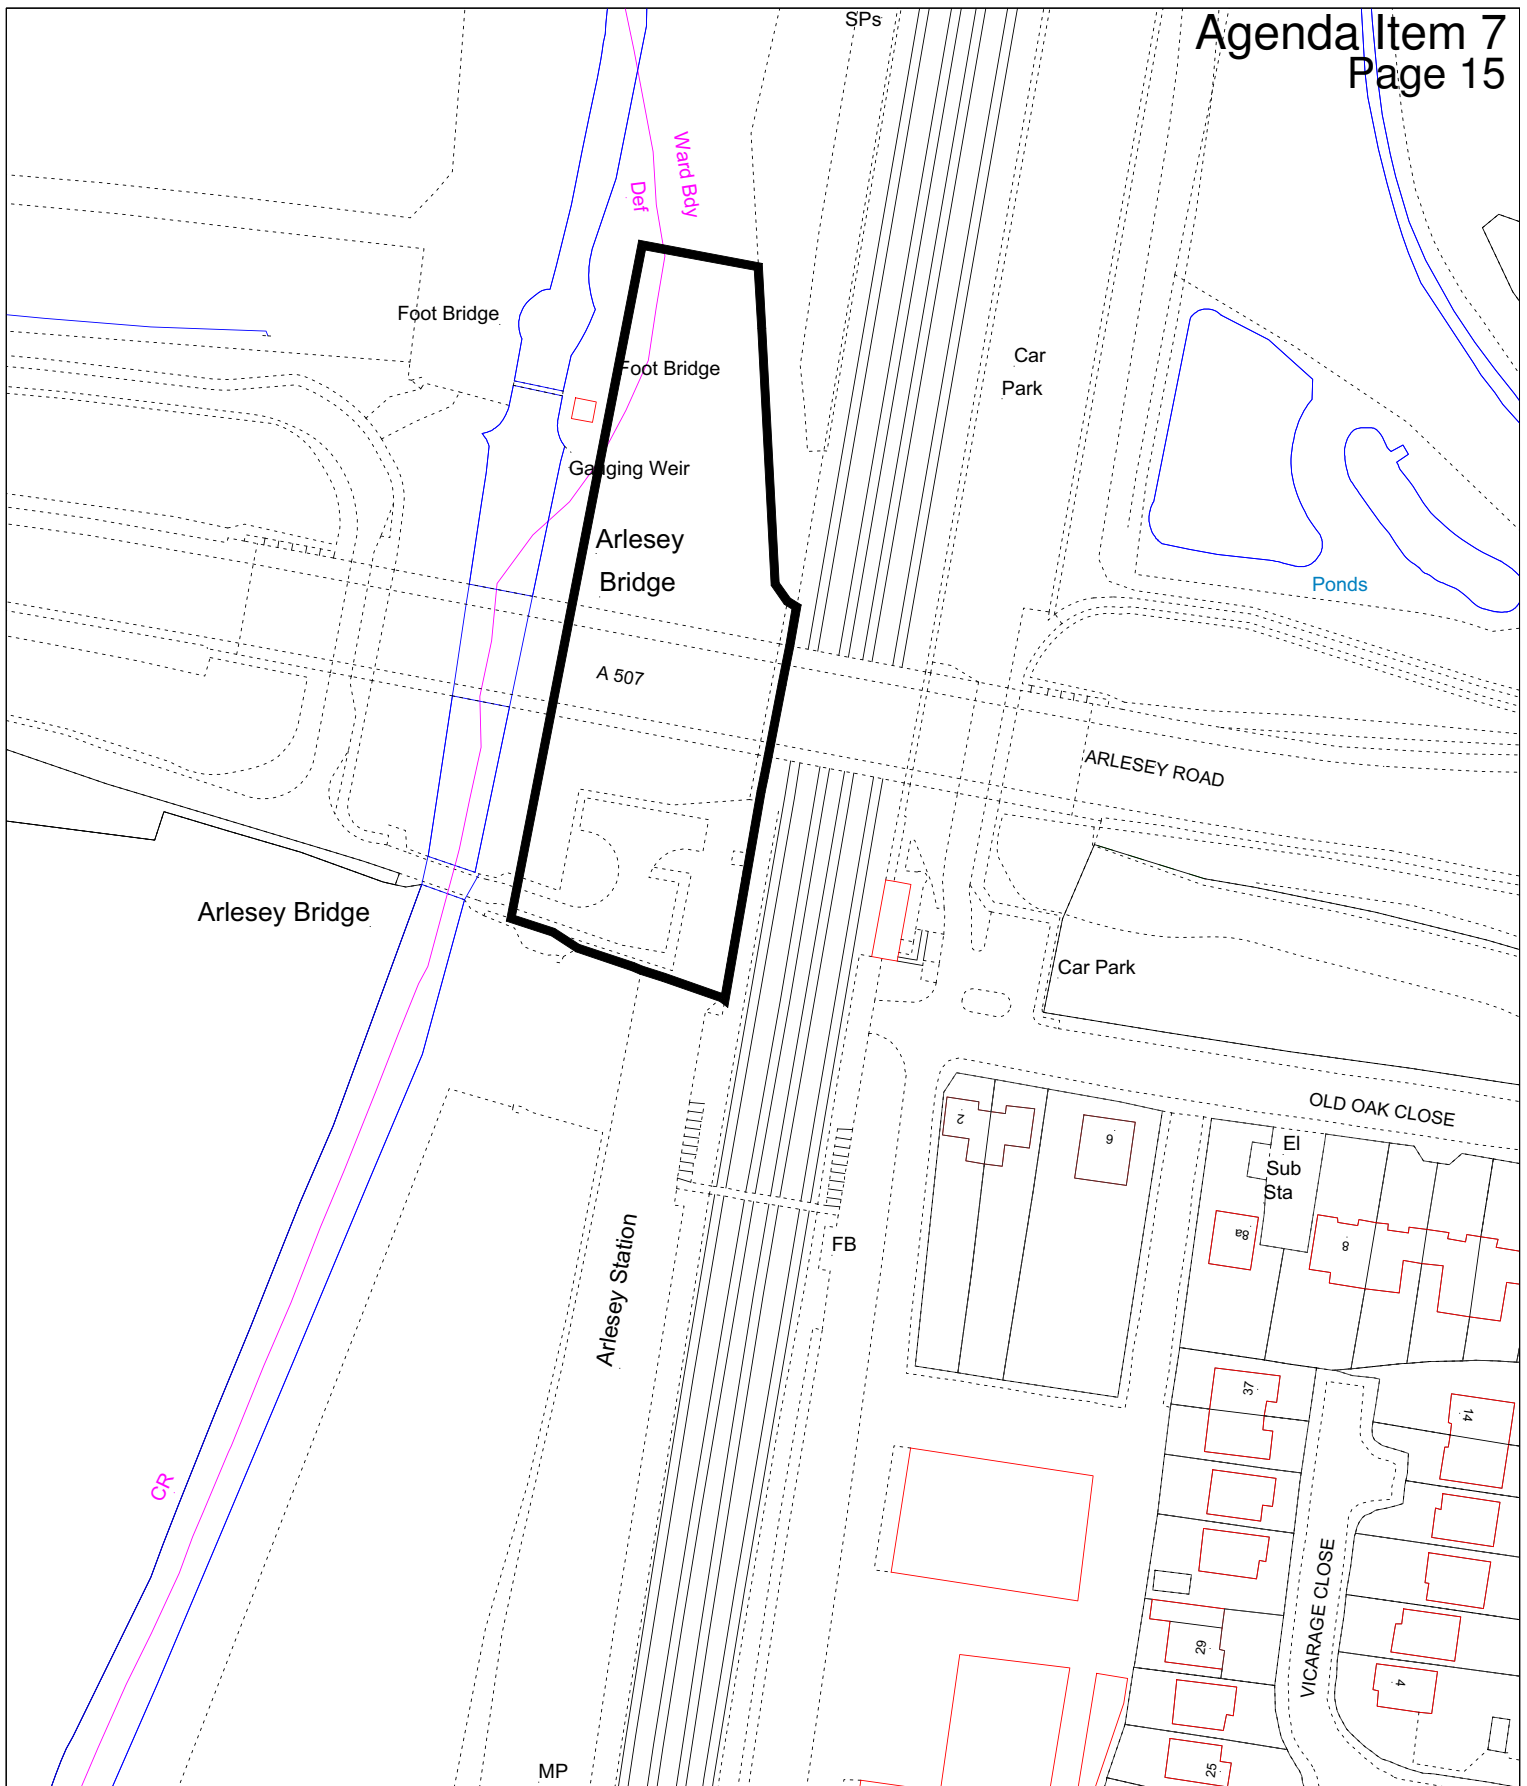 SPs
Agenda Item 7
Page 15
Ward Bdy
Def
Foot Bridge
Foot Bridge
Car
Park
Gauging Weir
Arlesey
Bridge
Ponds
A 507
ARLESEY ROAD
Arlesey Bridge
Car Park
OLD OAK CLOSE
2
6
El
Sub
Sta
8a
8
FB
Arlesey Station
37
14
CR
VICARAGE CLOSE
29
4
MP
25